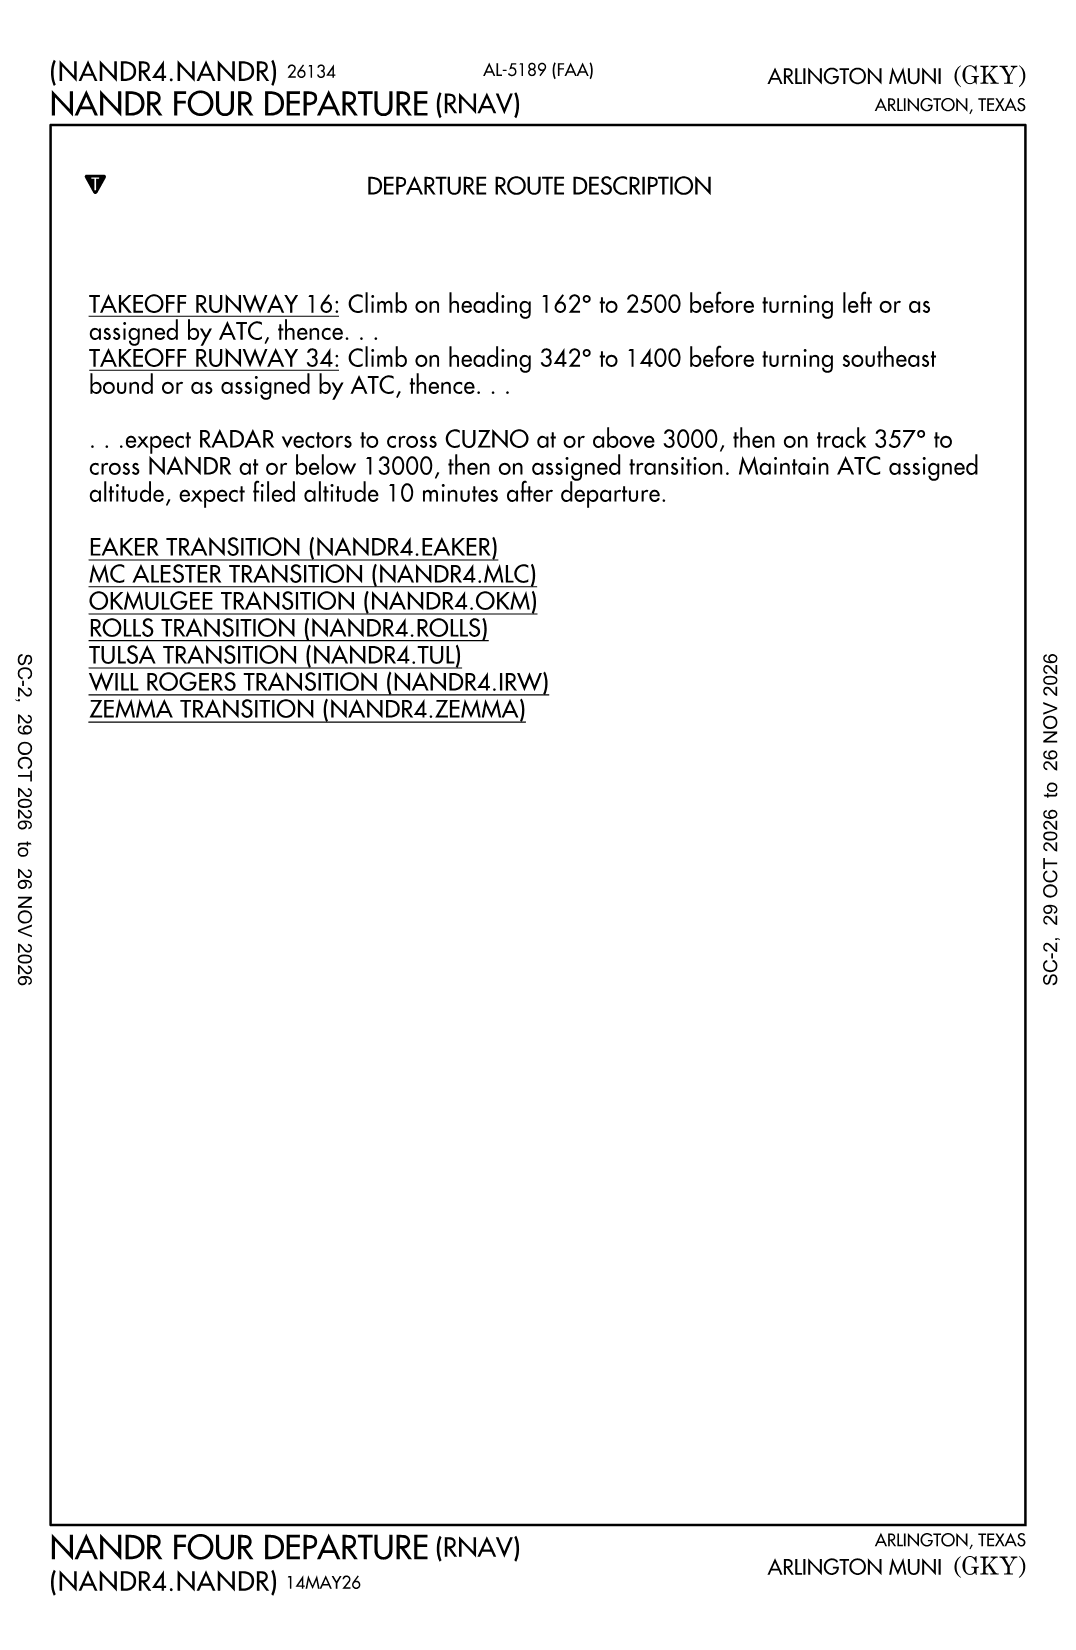 (NANDR4.NANDR) 26134
AL-5189 (FAA)
ARLINGTON MUNI (GKY)
NANDR FOUR DEPARTURE (RNAV)
ARLINGTON, TEXAS
T
DEPARTURE ROUTE DESCRIPTION
TAKEOFF RUNWAY 16: Climb on heading 162° to 2500 before turning left or as
assigned by ATC, thence. . .
TAKEOFF RUNWAY 34: Climb on heading 342° to 1400 before turning southeast
bound or as assigned by ATC, thence. . .
. . .expect RADAR vectors to cross CUZNO at or above 3000, then on track 357° to
cross NANDR at or below 13000, then on assigned transition. Maintain ATC assigned
altitude, expect filed altitude 10 minutes after departure.
EAKER TRANSITION (NANDR4.EAKER)
MC ALESTER TRANSITION (NANDR4.MLC)
OKMULGEE TRANSITION (NANDR4.OKM)
ROLLS TRANSITION (NANDR4.ROLLS)
TULSA TRANSITION (NANDR4.TUL)
WILL ROGERS TRANSITION (NANDR4.IRW)
ZEMMA TRANSITION (NANDR4.ZEMMA)
SC-2, 29 OCT 2026 to 26 NOV 2026
SC-2, 29 OCT 2026 to 26 NOV 2026
NANDR FOUR DEPARTURE (RNAV)
ARLINGTON, TEXAS
(NANDR4.NANDR) 14MAY26
ARLINGTON MUNI (GKY)